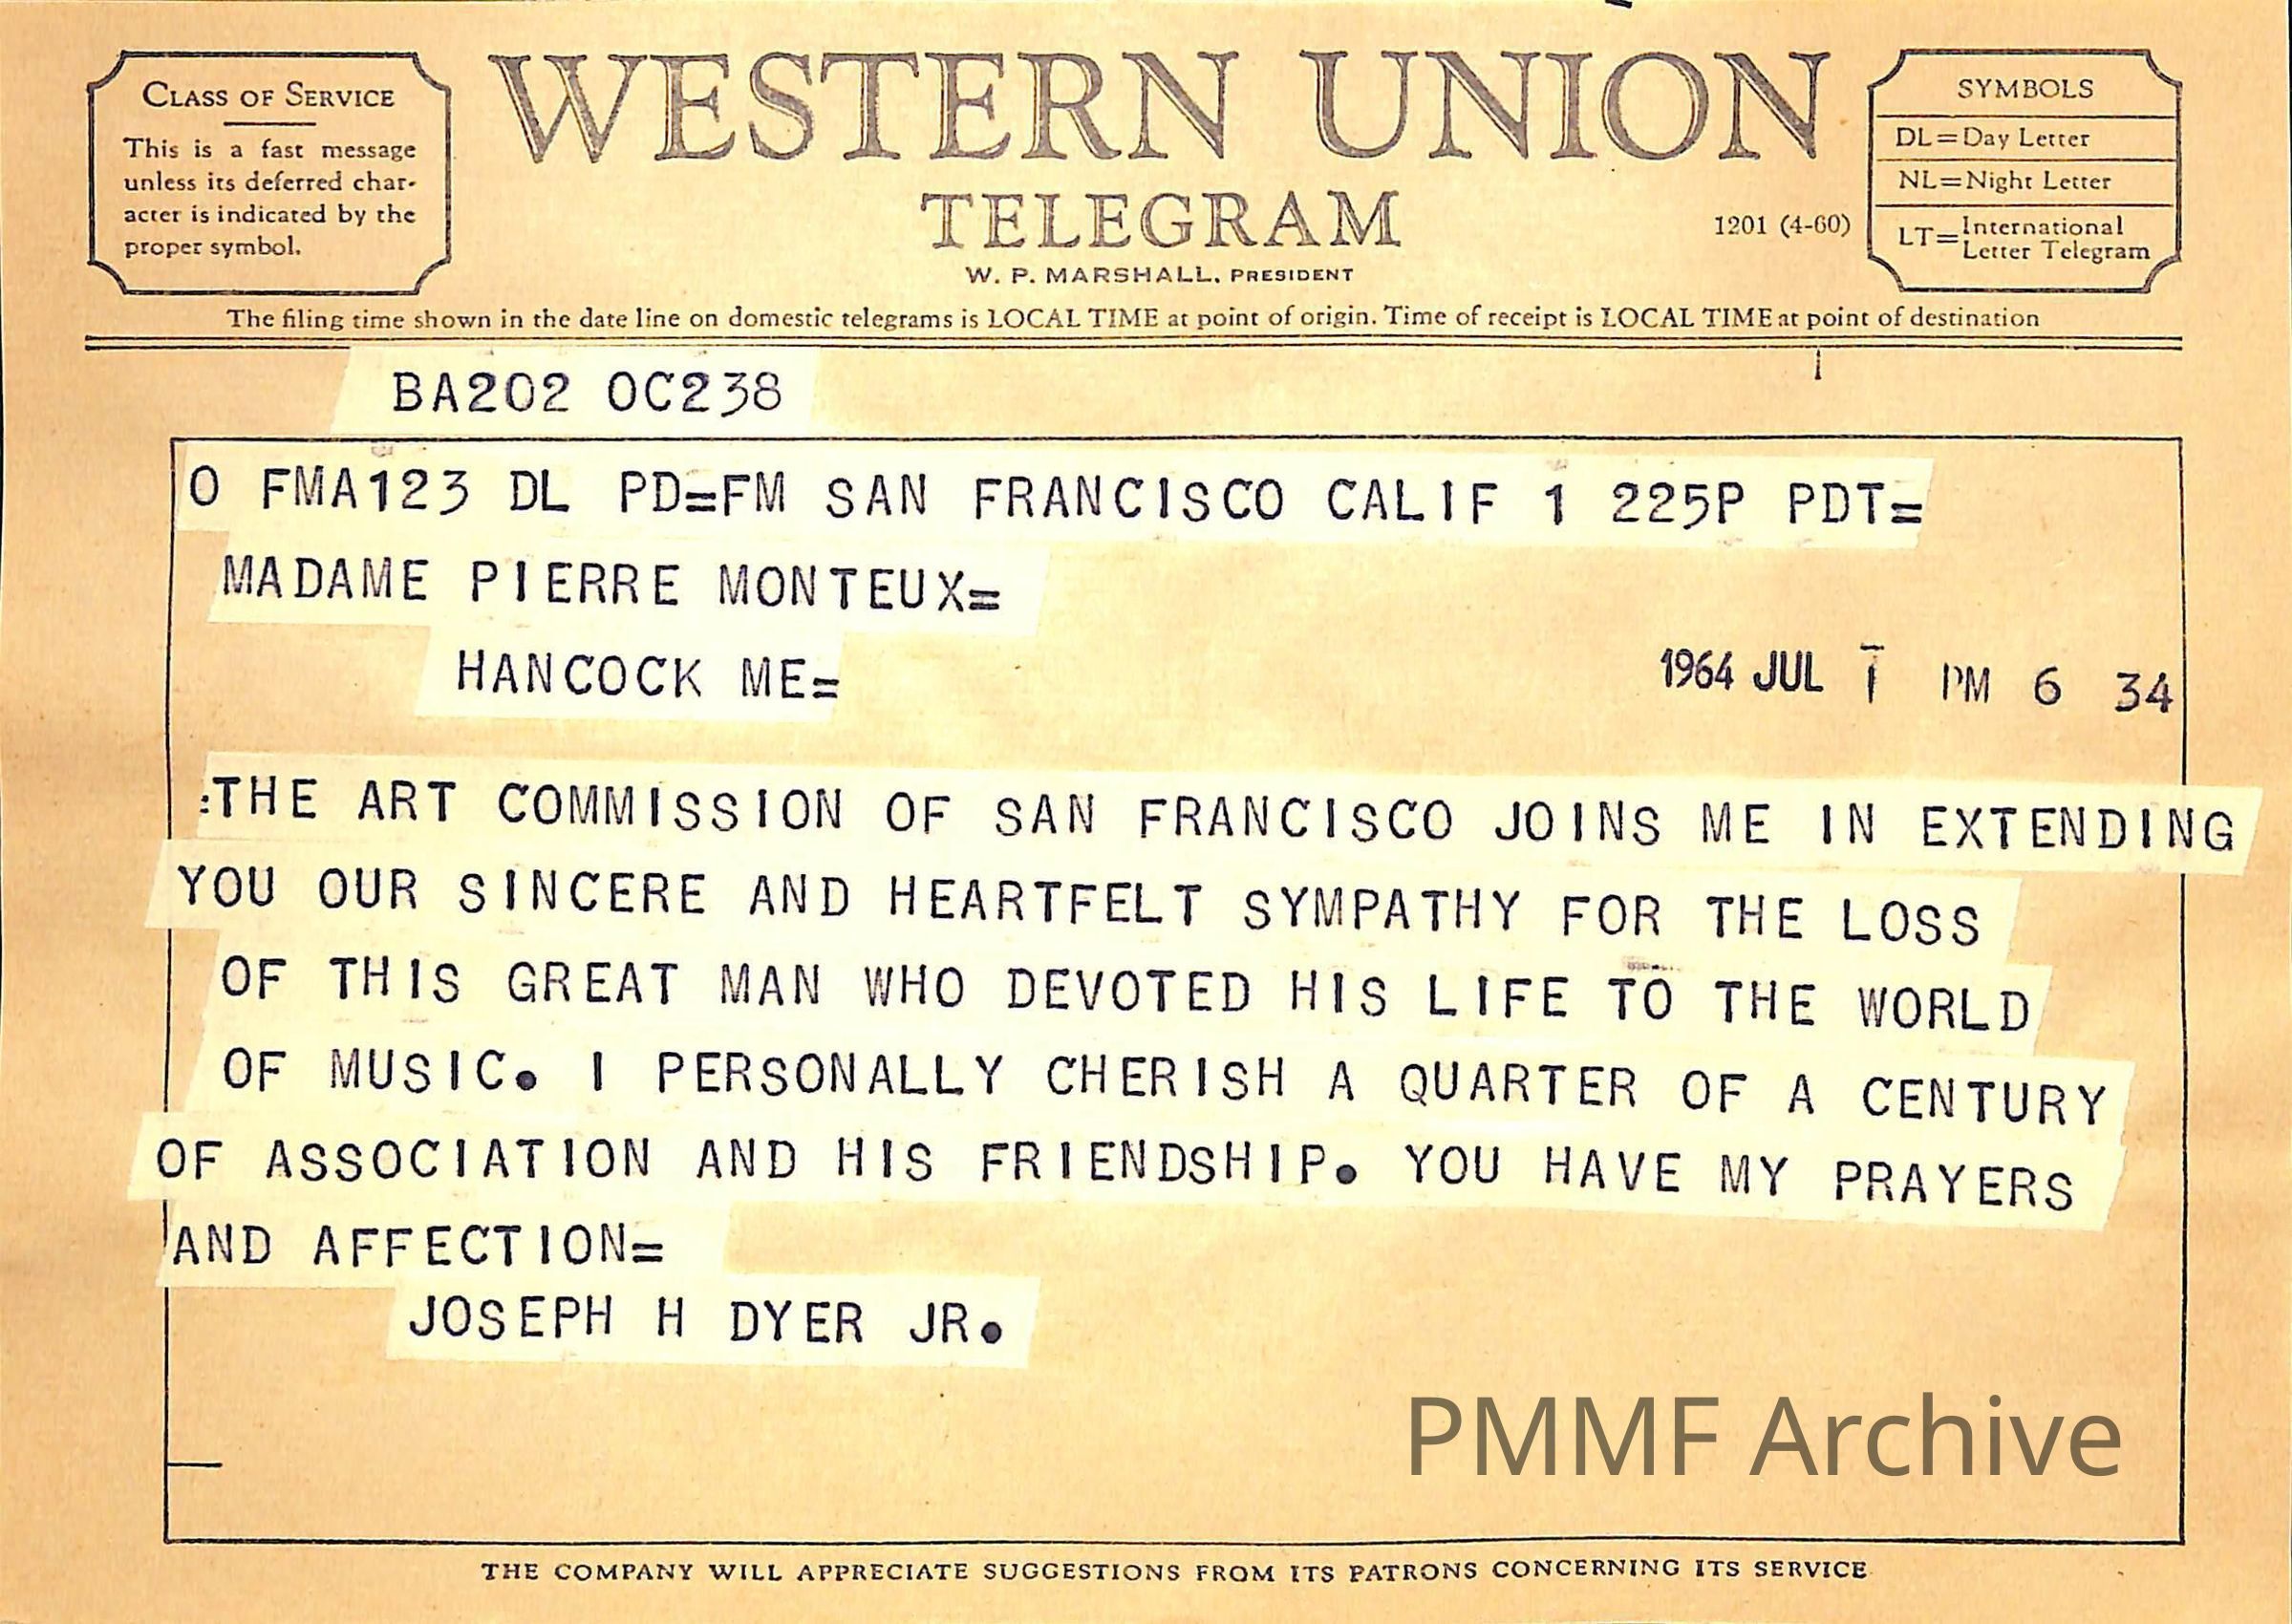 CLASS OF SERVICE
This is a fast message
unless its deferred char-
acter is indicated by the
proper symbol.
WESTERN UNION
TELEGRAM
W. P. MARSHALL, PRESIDENT
1201 (4-60)
SYMBOLS
DL=Day Letter
NL=Night Letter
LT=International Letter Telegram
The filing time shown in the date line on domestic telegrams is LOCAL TIME at point of origin. Time of receipt is LOCAL TIME at point of destination
BA202 OC238
O FMA123 DL PD=FM SAN FRANCISCO CALIF 1 225P PDT=
MADAME PIERRE MONTEUX=
HANCOCK ME=
1964 JUL 1 PM 6 34
:THE ART COMMISSION OF SAN FRANCISCO JOINS ME IN EXTENDING
YOU OUR SINCERE AND HEARTFELT SYMPATHY FOR THE LOSS
OF THIS GREAT MAN WHO DEVOTED HIS LIFE TO THE WORLD
OF MUSIC. I PERSONALLY CHERISH A QUARTER OF A CENTURY
OF ASSOCIATION AND HIS FRIENDSHIP. YOU HAVE MY PRAYERS
AND AFFECTION=
JOSEPH H DYER JR.
PMMF Archive
THE COMPANY WILL APPRECIATE SUGGESTIONS FROM ITS PATRONS CONCERNING ITS SERVICE